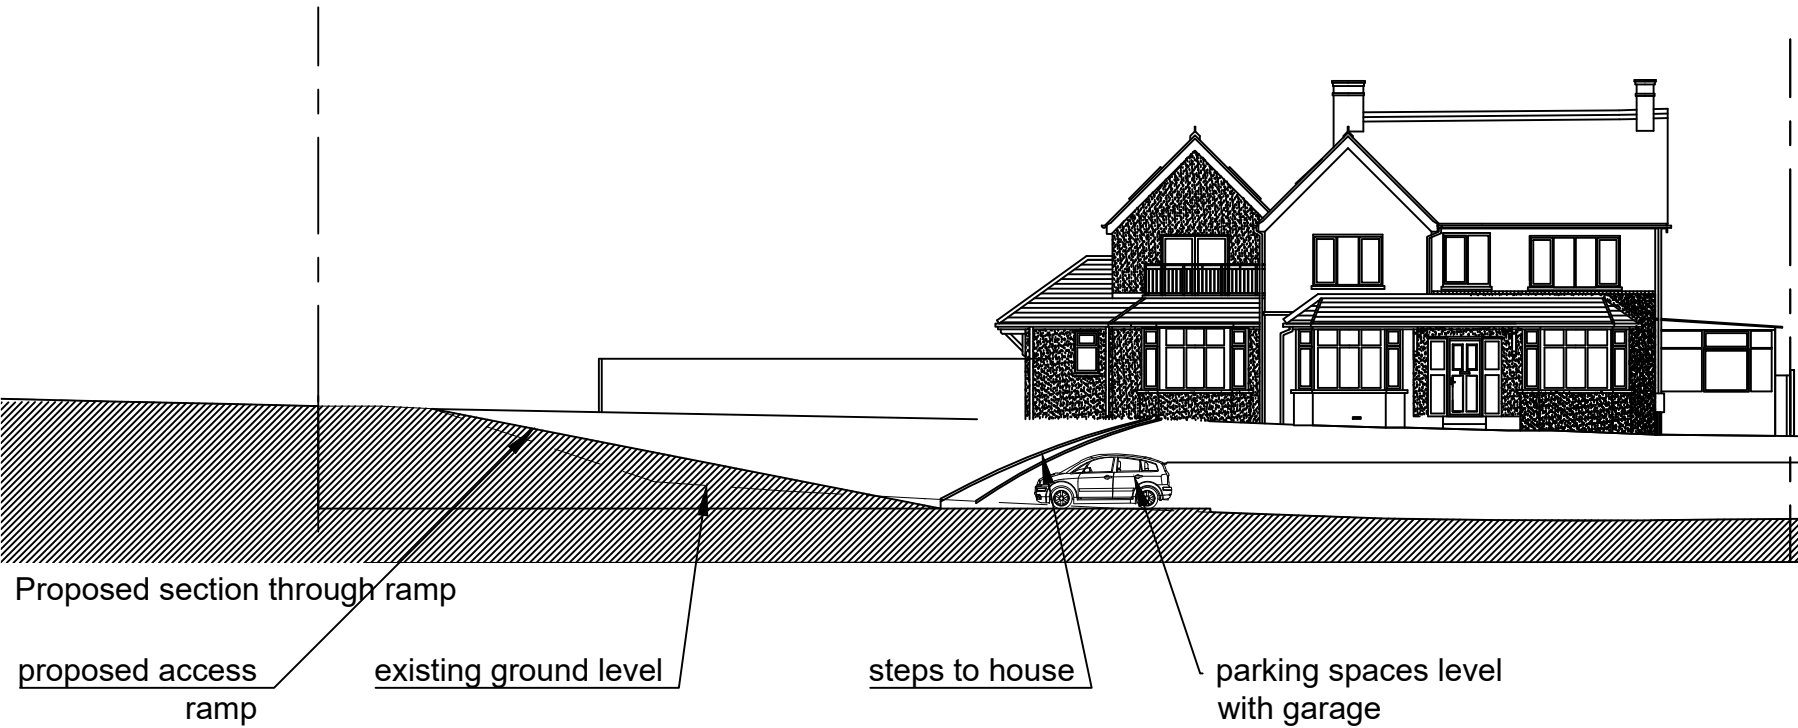 Proposed section through ramp
proposed access
ramp
existing ground level
steps to house
parking spaces level
with garage